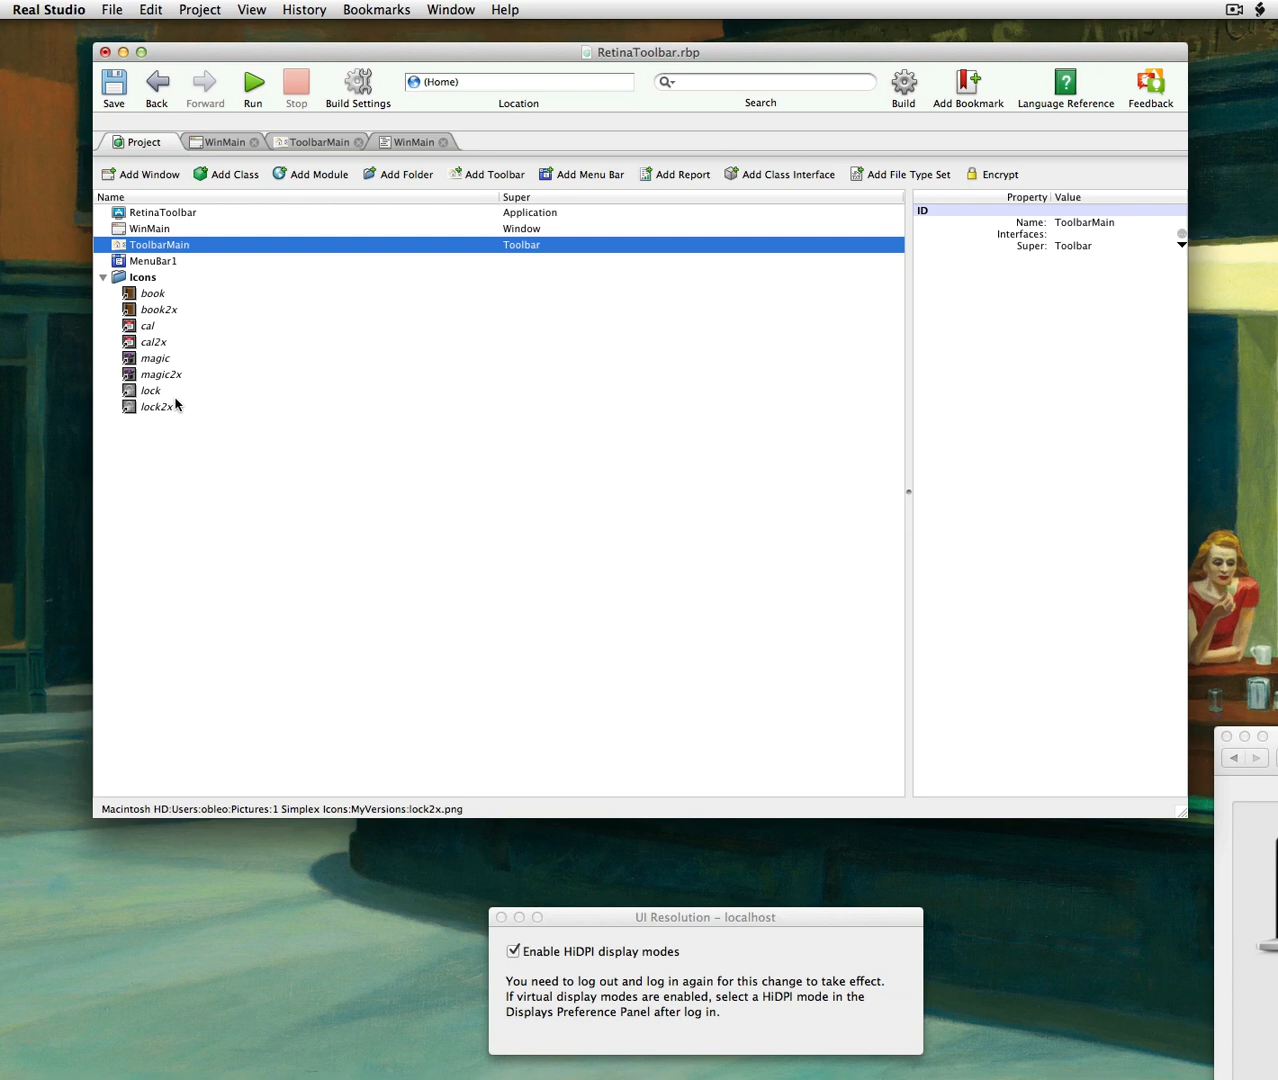 Real Studio File Edit Project View History Bookmarks Window Help
RetinaToolbar.rbp
(Home)
Save Back Forward Run Stop Build Settings Location Search Build Add Bookmark Language Reference Feedback
Project WinMain ToolbarMain WinMain
Add Window Add Class Add Module Add Folder Add Toolbar Add Menu Bar Add Report Add Class Interface Add File Type Set Encrypt
Name Super Property Value
RetinaToolbar Application
WinMain Window
ToolbarMain Toolbar
MenuBar1
Icons
book
book2x
cal
cal2x
magic
magic2x
lock
lock2x
ID
Name: ToolbarMain
Interfaces:
Super: Toolbar
Macintosh HD:Users:obleo:Pictures:1 Simplex Icons:MyVersions:lock2x.png
UI Resolution – localhost
Enable HiDPI display modes
You need to log out and log in again for this change to take effect.
If virtual display modes are enabled, select a HiDPI mode in the
Displays Preference Panel after log in.